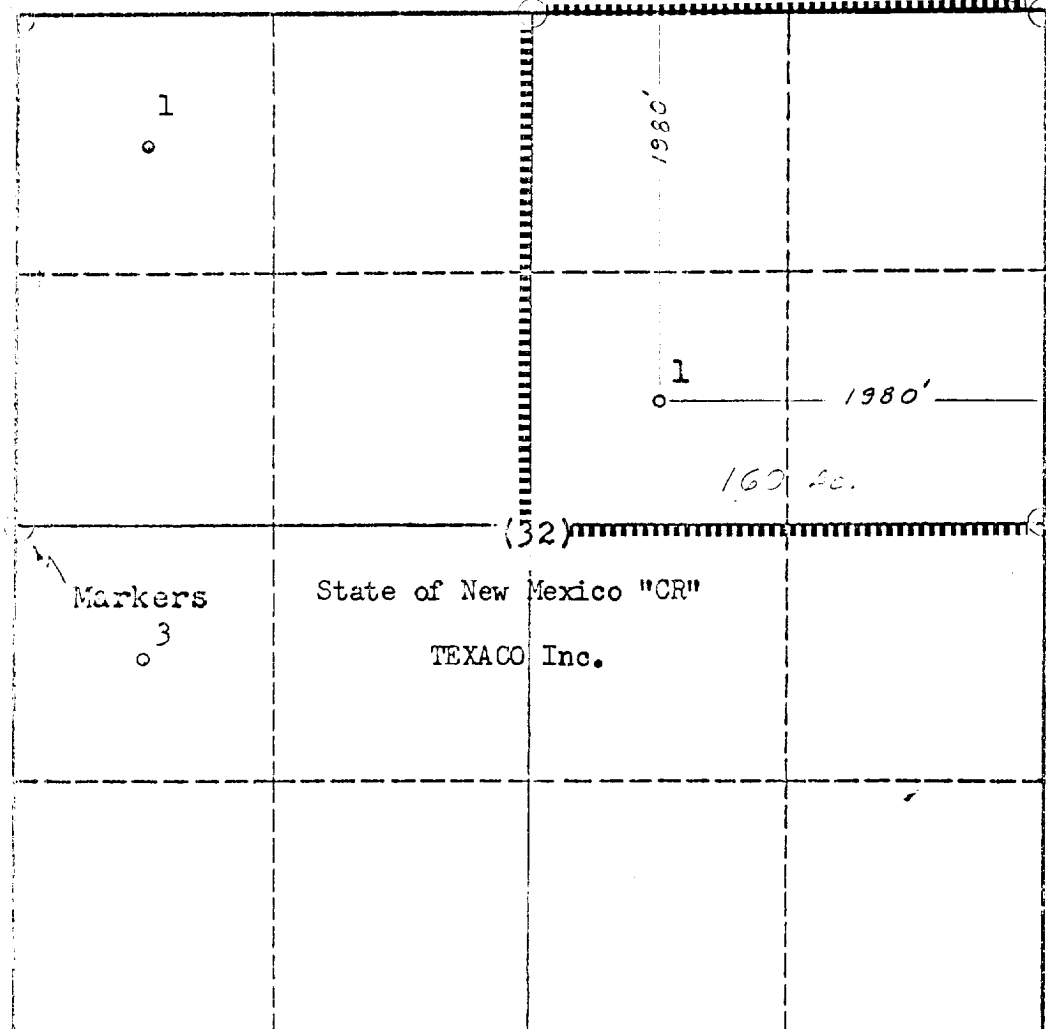 1
1980'
1
1980'
160 Ac.
(32)
Markers
State of New Mexico "CR"
3
TEXACO Inc.